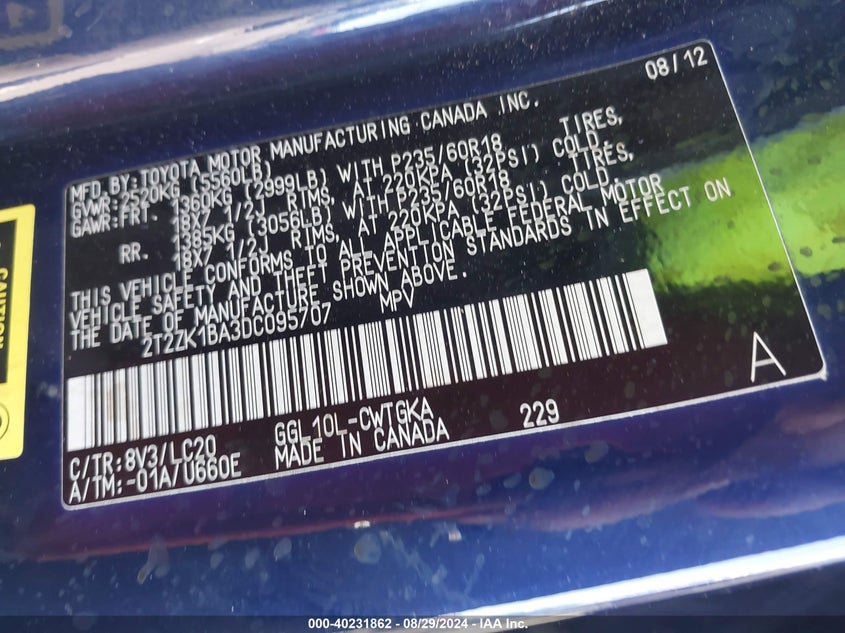 08/12
MFD.BY:TOYOTA MOTOR MANUFACTURING CANADA INC.
GVWR:2520KG (5560LB)
GAWR:FRT. 1360KG (2999LB) WITH P235/60R18 TIRES,
18X7 1/2J RIMS, AT 220KPA (32PSI) COLD.
RR. 1385KG (3056LB) WITH P235/60R18 TIRES,
18X7 1/2J RIMS, AT 220KPA (32PSI) COLD.
THIS VEHICLE CONFORMS TO ALL APPLICABLE FEDERAL MOTOR
VEHICLE SAFETY AND THEFT PREVENTION STANDARDS IN EFFECT ON
THE DATE OF MANUFACTURE SHOWN ABOVE.
2T2ZK1BA3DC095707 MPV
C/TR:8V3/LC20 GGL10L-CWTGKA 229
A/TM:-01A/U660E MADE IN CANADA
A
CAUTION
000-40231862 - 08/29/2024 - IAA Inc.